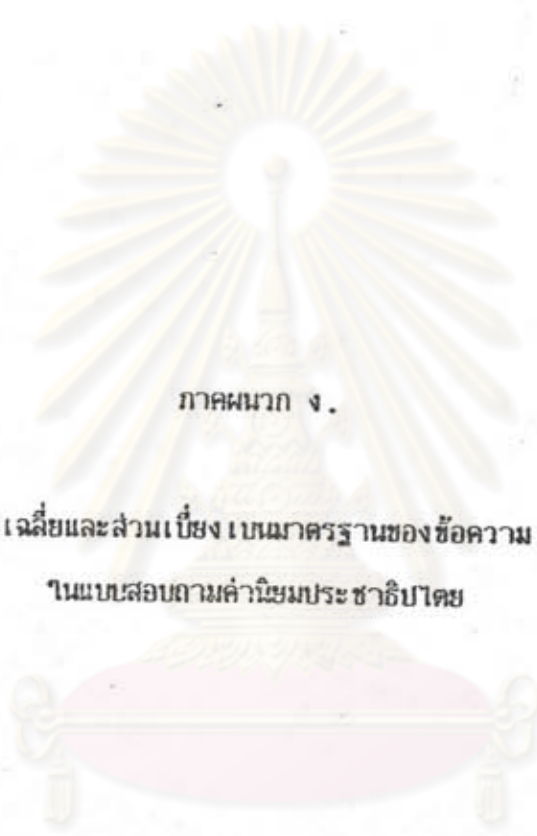 ภาคผนวก ง.
เฉลี่ยและส่วนเบี่ยงเบนมาตรฐานของข้อความ
ในแบบสอบถามค่านิยมประชาธิปไตย